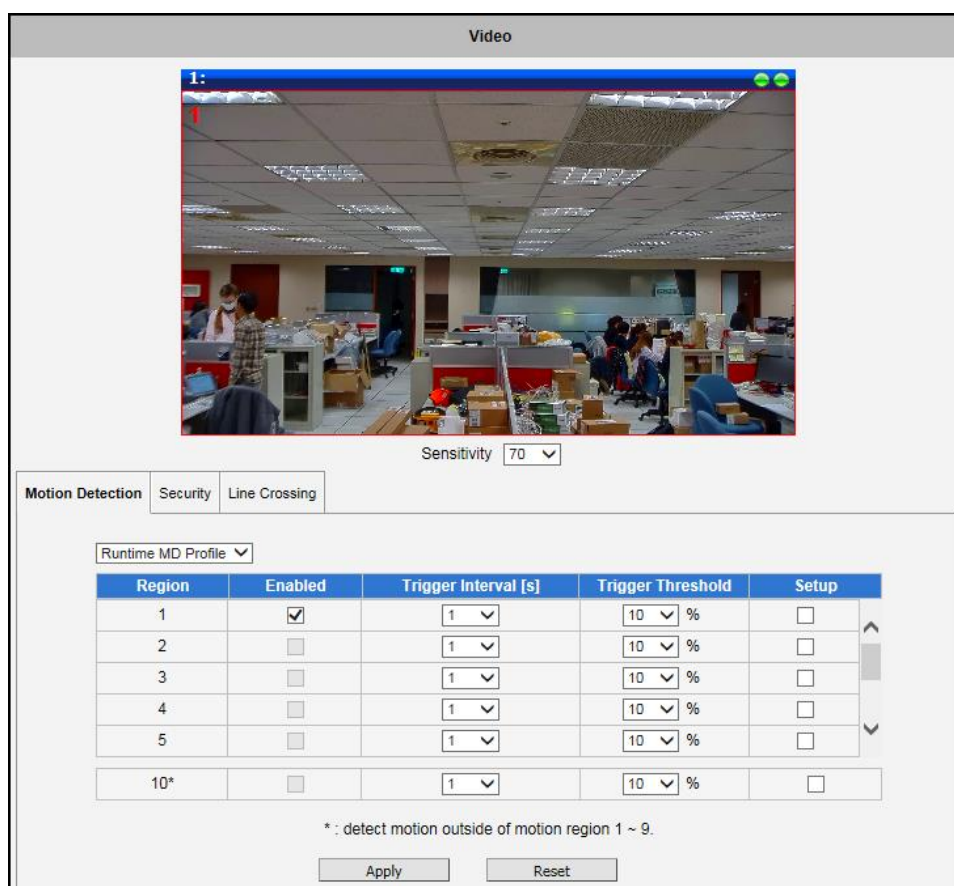 Video
1:
1
Sensitivity 70
Motion Detection Security Line Crossing
Runtime MD Profile
Region Enabled Trigger Interval [s] Trigger Threshold Setup
1 1 10 %
2 1 10 %
3 1 10 %
4 1 10 %
5 1 10 %
10* 1 10 %
* : detect motion outside of motion region 1 ~ 9.
Apply Reset